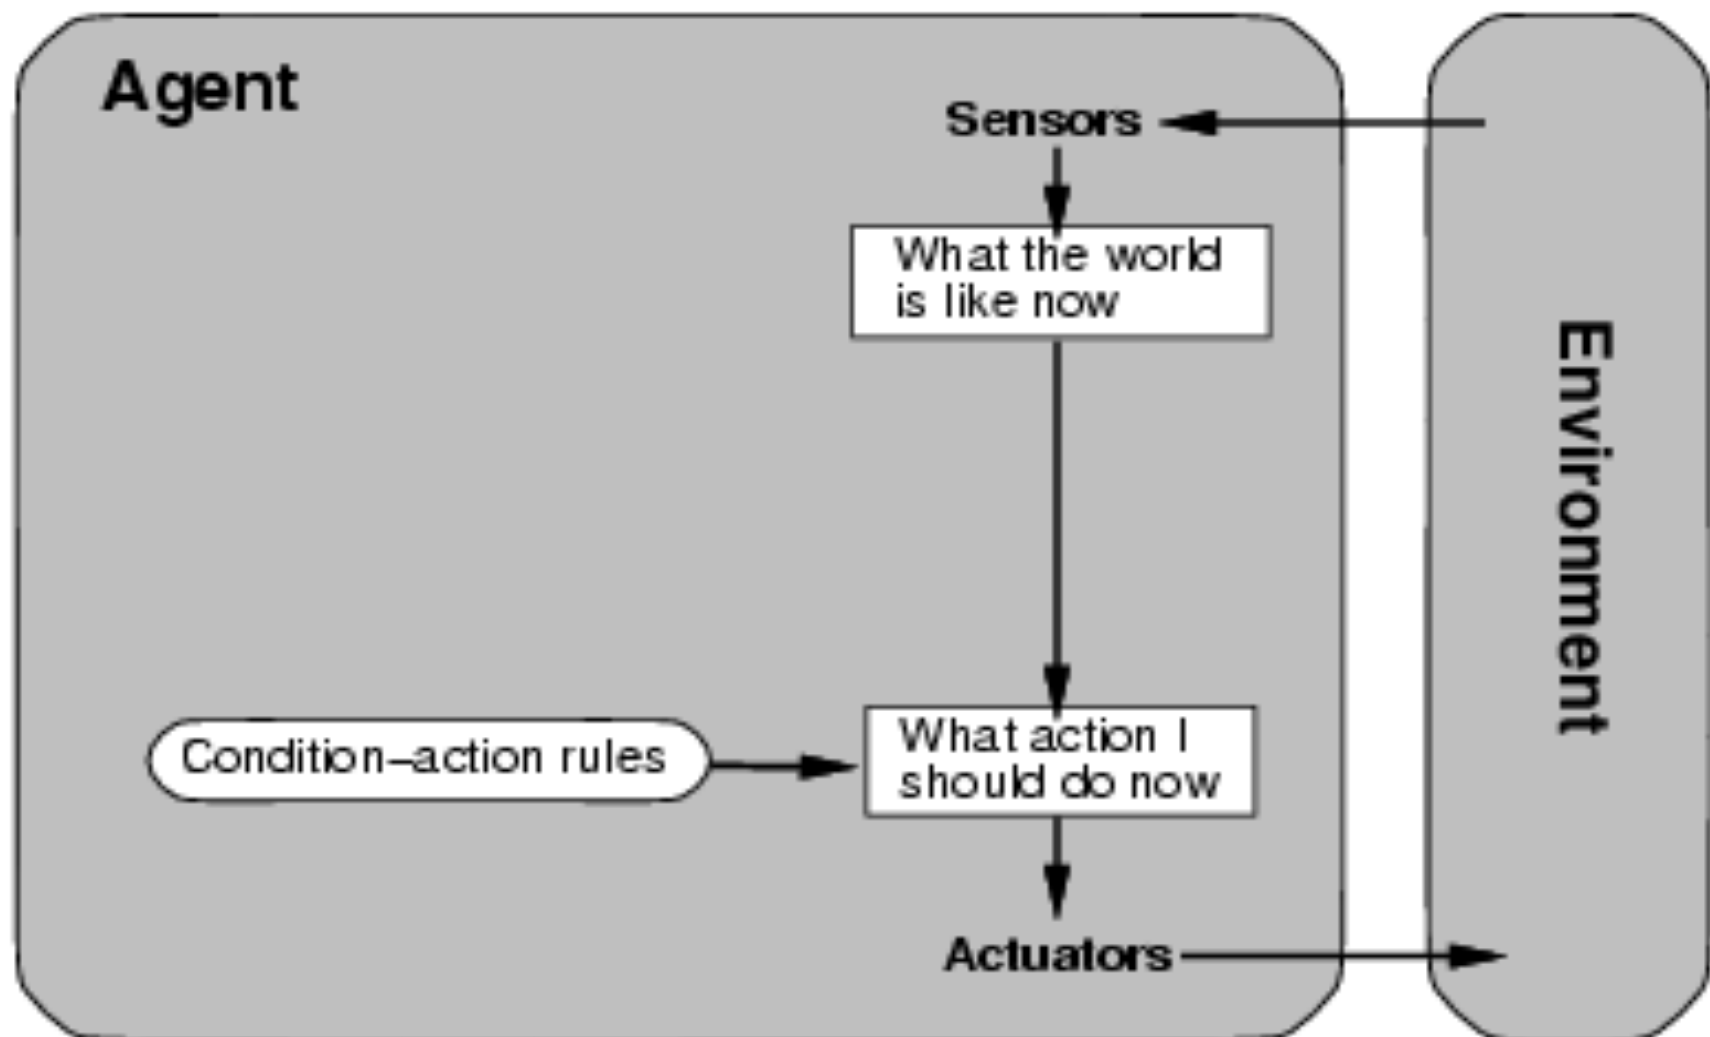 Agent
Sensors
What the world
is like now
Environment
Condition–action rules
What action I
should do now
Actuators